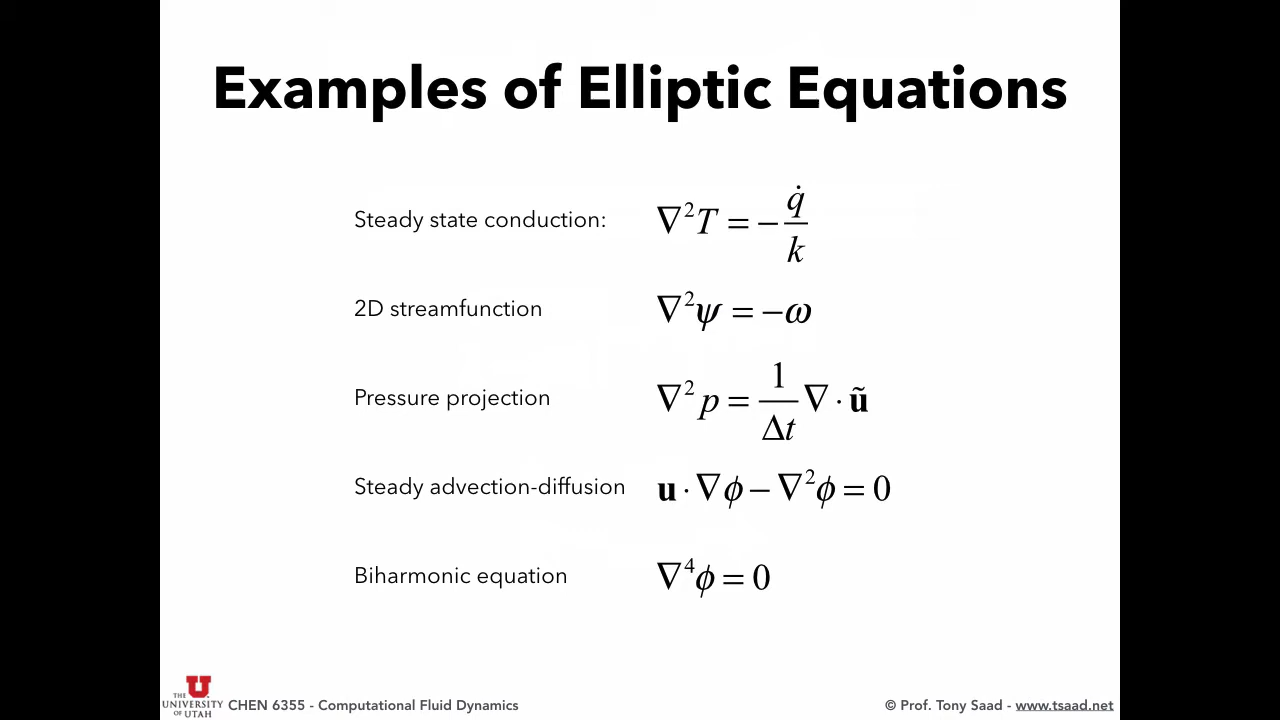 Examples of Elliptic Equations
Steady state conduction: ∇²T = −q̇/k
2D streamfunction ∇²ψ = −ω
Pressure projection ∇²p = 1/Δt ∇ · ũ
Steady advection-diffusion u · ∇ϕ − ∇²ϕ = 0
Biharmonic equation ∇⁴ϕ = 0
THE
UNIVERSITY
OF UTAH
CHEN 6355 - Computational Fluid Dynamics
© Prof. Tony Saad - www.tsaad.net